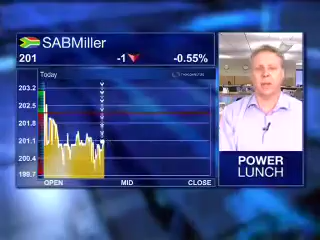 SABMiller
201 -1 -0.55%
Today
203.2
202.5
201.8
201.1
200.4
199.7
OPEN MID CLOSE
POWER
LUNCH